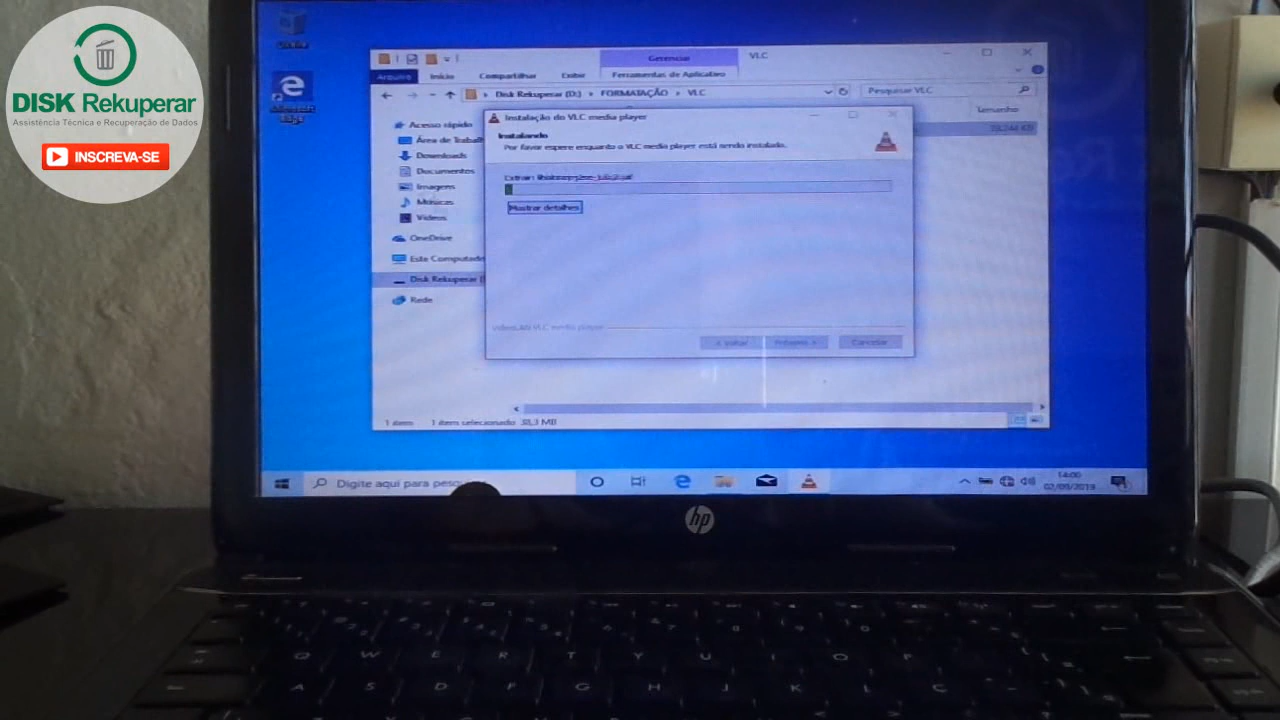 DISK Rekuperar
Assistência Técnica e Recuperação de Dados
INSCREVA-SE
Gerenciar
VLC
Arquivo
Início
Compartilhar
Exibir
Ferramentas de Aplicativo
Disk Rekuperar (D:) › FORMATAÇÃO › VLC
Pesquisar VLC
Tamanho
Acesso rápido
Área de Trabal
Downloads
Documentos
Imagens
Músicas
Vídeos
OneDrive
Este Computado
Disk Rekuperar (
Rede
Instalação do VLC media player
Instalando
Por favor espere enquanto o VLC media player está sendo instalado.
Extrair:
Mostrar detalhes
VideoLAN VLC media player
< Voltar
Próximo >
Cancelar
1 item
1 item selecionado 38,3 MB
Digite aqui para pesqu
14:00
02/09/2019
hp
Q W E R T Y U I O P
A S D F G H J K L Ç